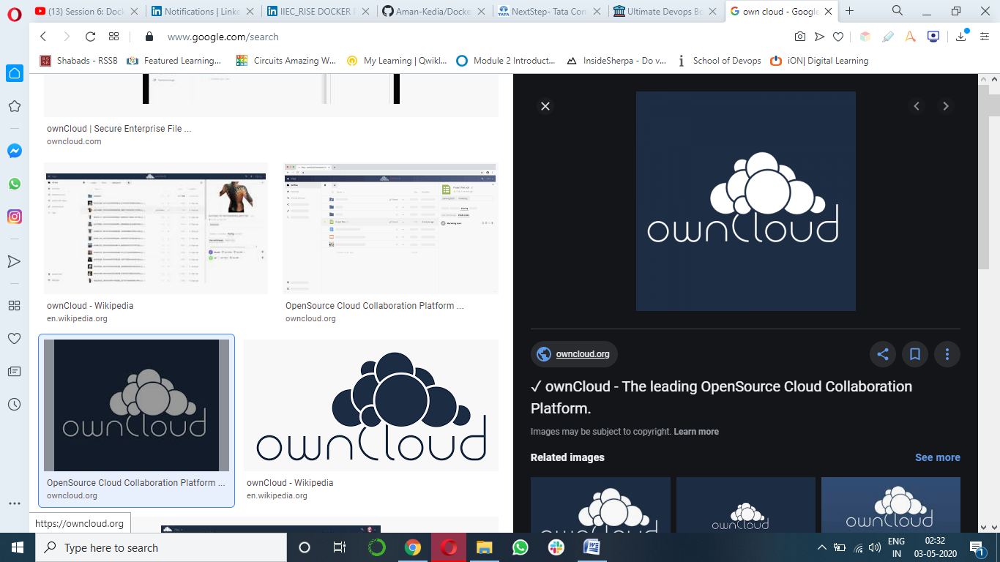 (13) Session 6: Dock
Notifications | Linke
IIEC_RISE DOCKER
Aman-Kedia/Docke
NextStep- Tata Con
Ultimate Devops Bo
own cloud - Google
www.google.com/search
Shabads - RSSB
Featured Learning...
Circuits Amazing W...
My Learning | Qwikl...
Module 2 Introduct...
InsideSherpa - Do v...
School of Devops
iON| Digital Learning
ownCloud | Secure Enterprise File ...
owncloud.com
ownCloud - Wikipedia
en.wikipedia.org
OpenSource Cloud Collaboration Platform ...
owncloud.org
ownCloud
OpenSource Cloud Collaboration Platform ...
owncloud.org
ownCloud
ownCloud - Wikipedia
en.wikipedia.org
https://owncloud.org
ownCloud
owncloud.org
✓ ownCloud - The leading OpenSource Cloud Collaboration
Platform.
Images may be subject to copyright. Learn more
Related images
See more
ownCloud
ownCloud
Type here to search
ENG
IN
02:32
03-05-2020
1